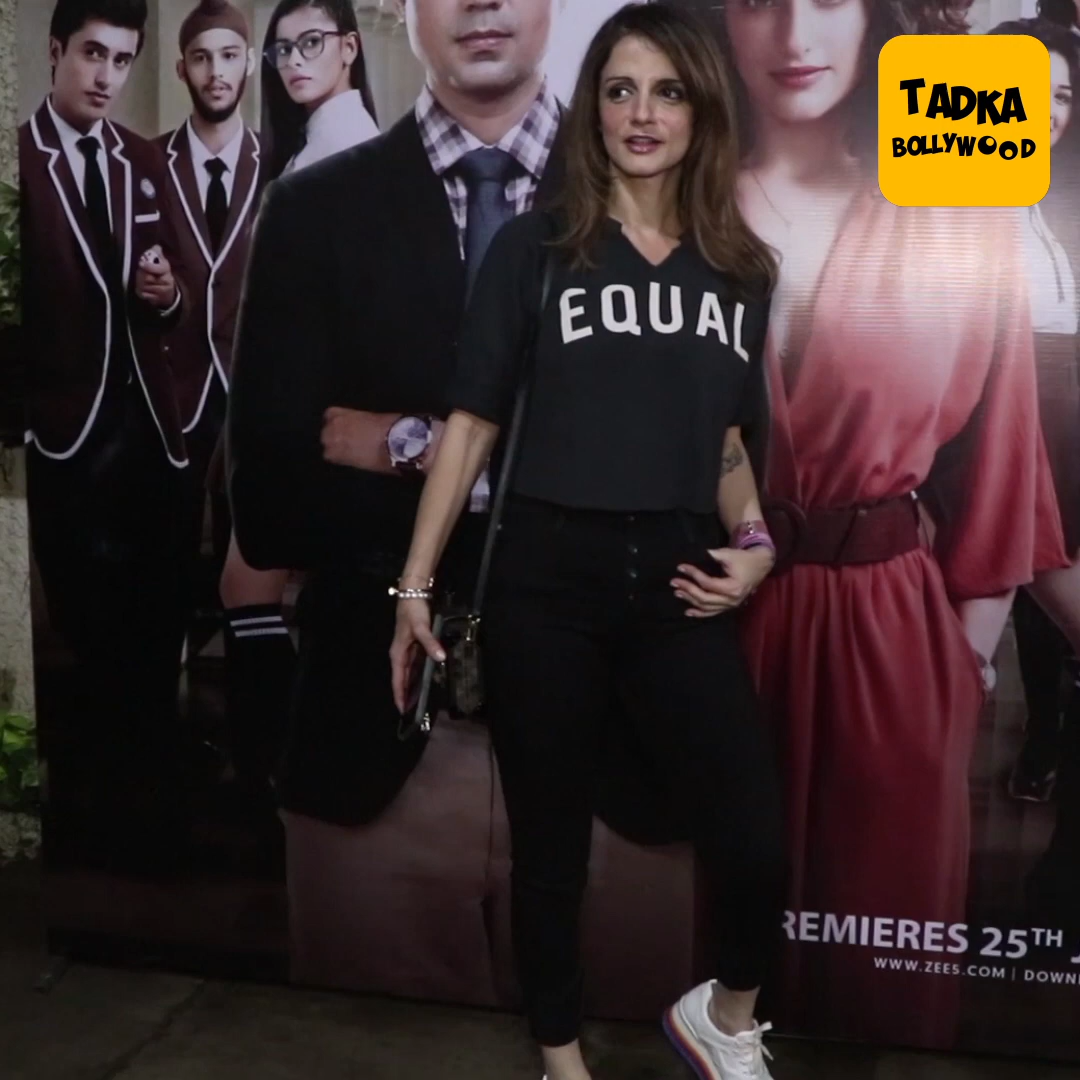 TADKA
BOLLYWOOD
EQUAL
REMIERES 25TH
WWW.ZEE5.COM | DOWN